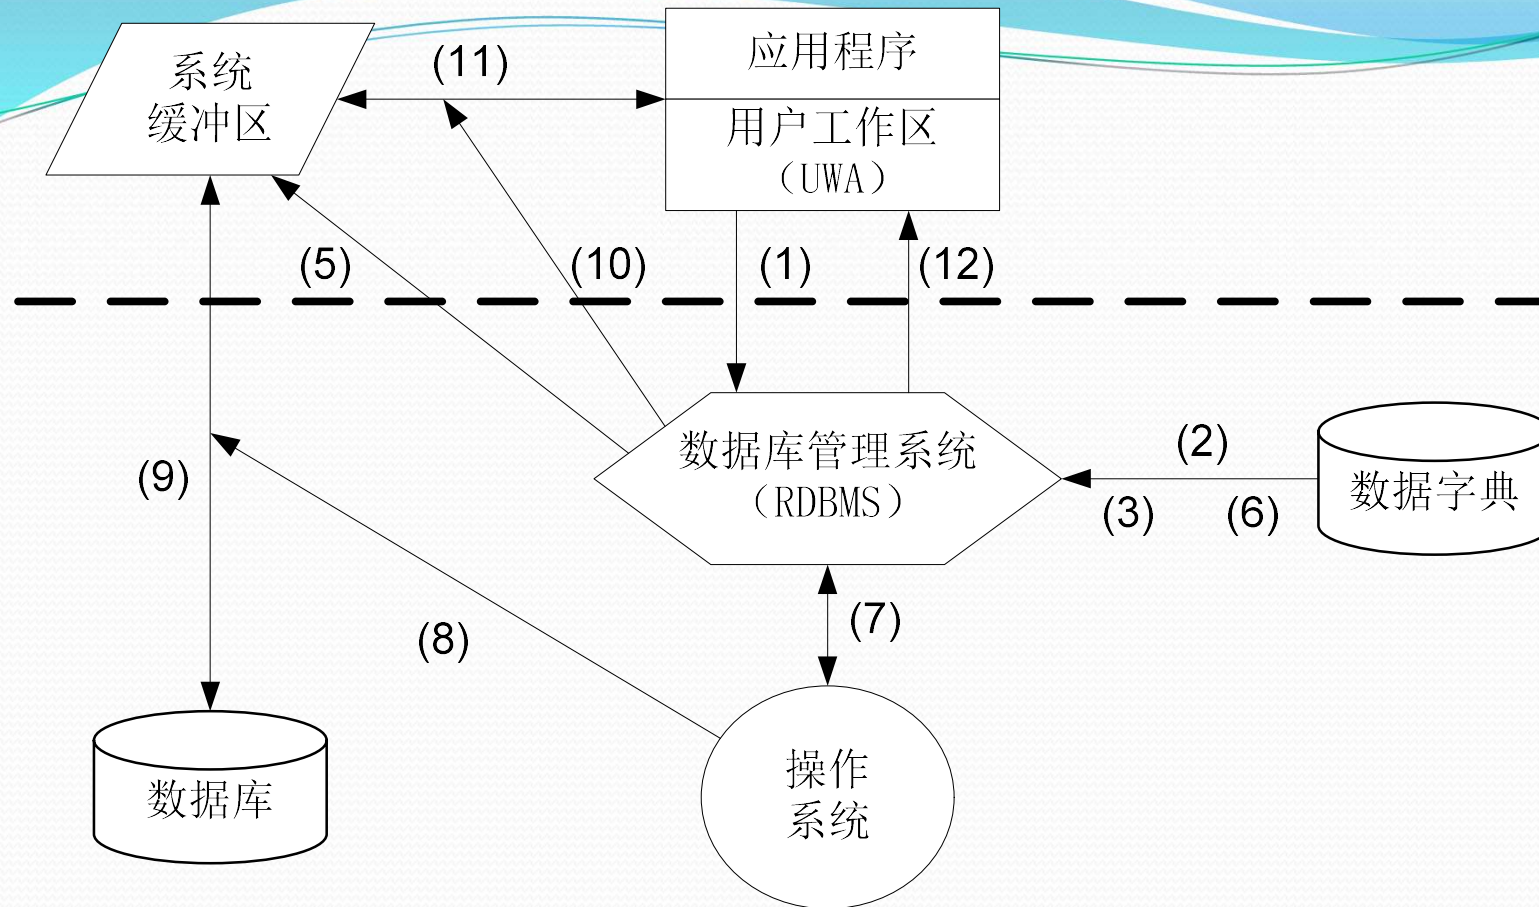 系统
缓冲区
(11)
应用程序
用户工作区
（UWA）
(5)
(10)
(1)
(12)
数据库管理系统
（RDBMS）
(2)
(3)
(6)
数据字典
(9)
(8)
(7)
操作
系统
数据库